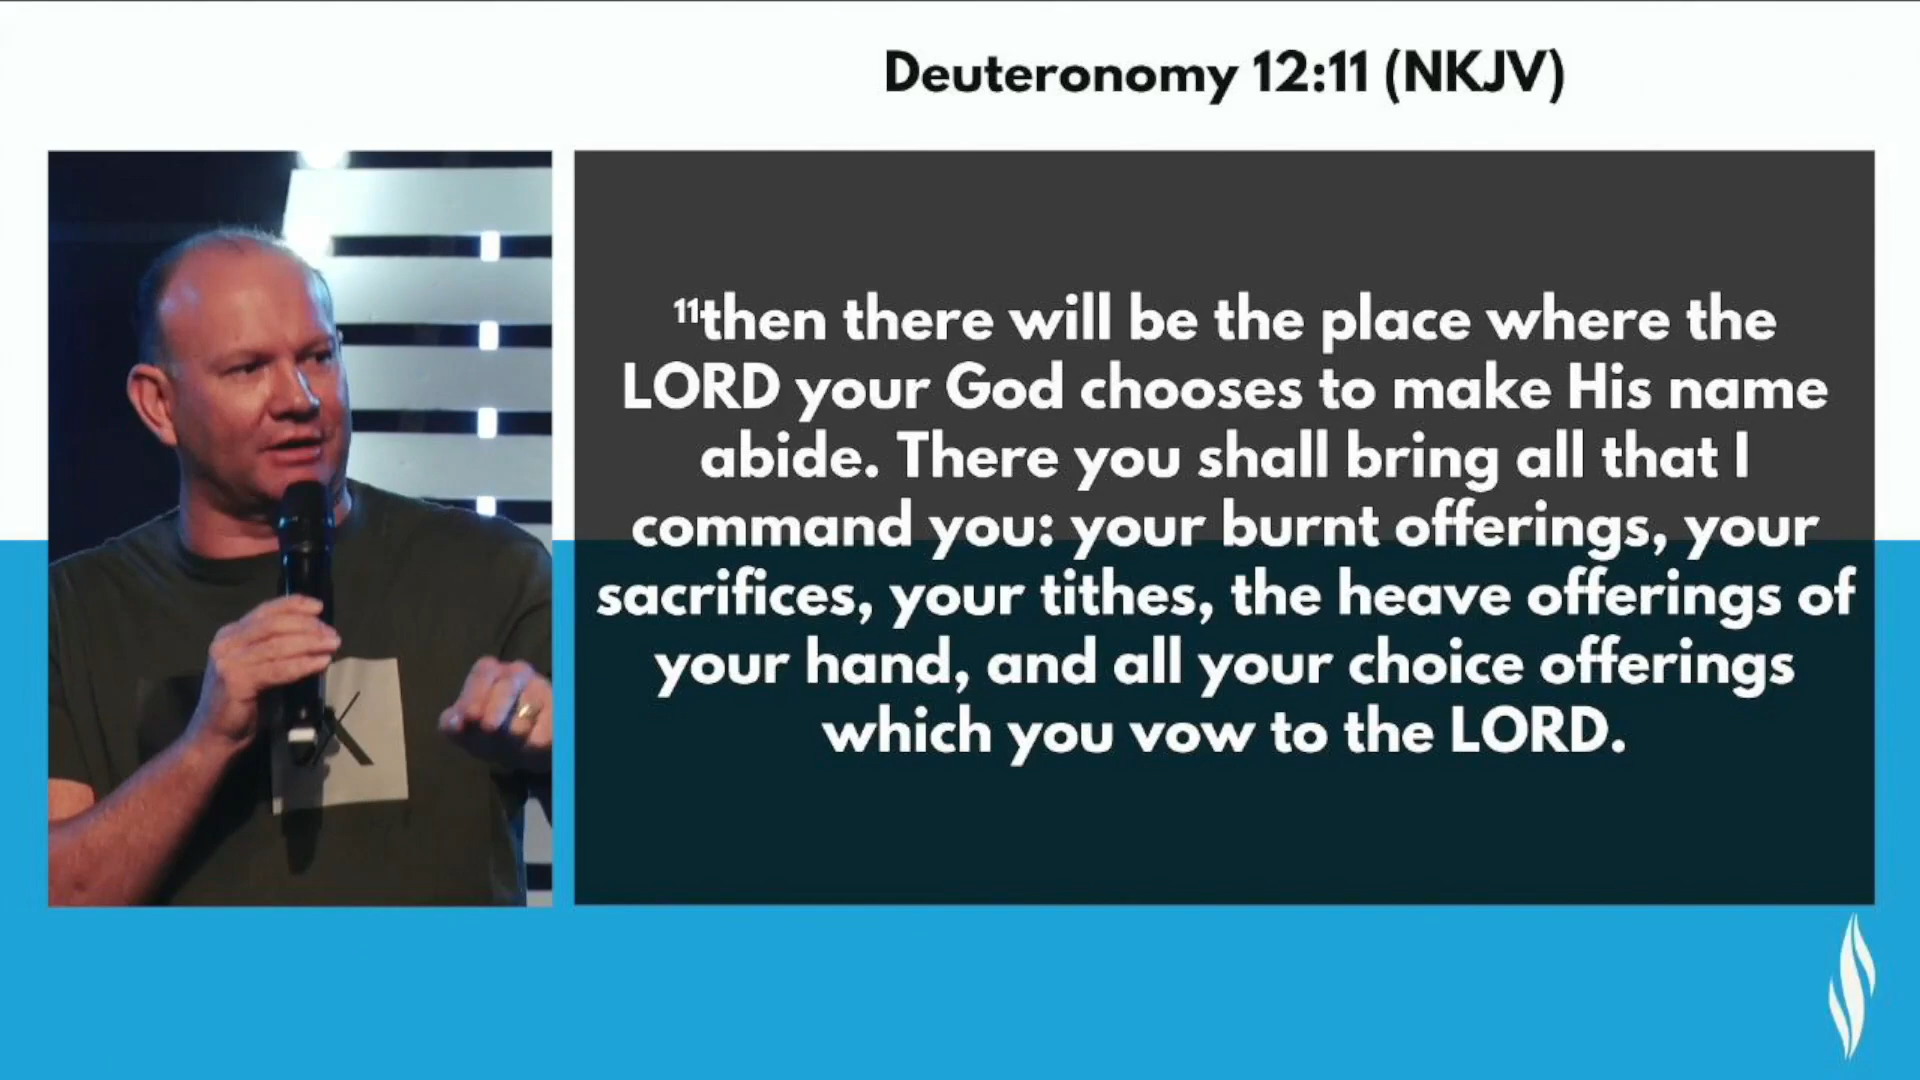 Deuteronomy 12:11 (NKJV)
¹¹then there will be the place where the
LORD your God chooses to make His name
abide. There you shall bring all that I
command you: your burnt offerings, your
sacrifices, your tithes, the heave offerings of
your hand, and all your choice offerings
which you vow to the LORD.
X